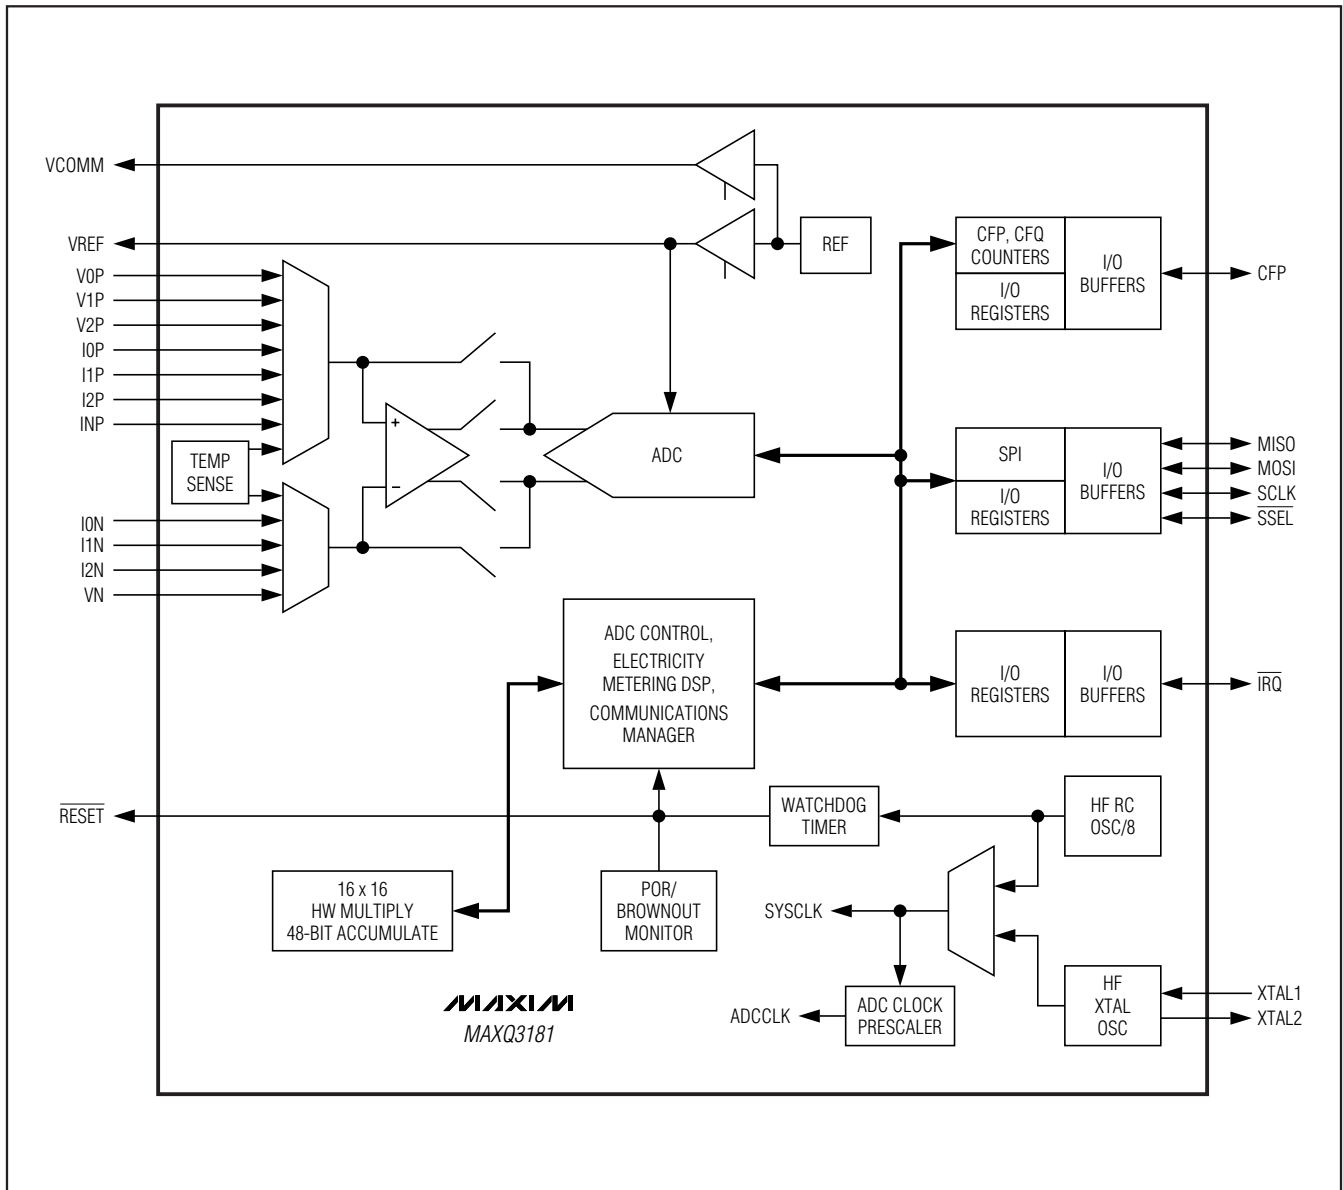 VCOMM
VREF
V0P
V1P
V2P
I0P
I1P
I2P
INP
TEMP
SENSE
I0N
I1N
I2N
VN
+
−
REF
ADC
CFP, CFQ
COUNTERS
I/O
REGISTERS
I/O
BUFFERS
CFP
SPI
I/O
REGISTERS
I/O
BUFFERS
MISO
MOSI
SCLK
SSEL
ADC CONTROL,
ELECTRICITY
METERING DSP,
COMMUNICATIONS
MANAGER
I/O
REGISTERS
I/O
BUFFERS
IRQ
RESET
WATCHDOG
TIMER
HF RC
OSC/8
16 x 16
HW MULTIPLY
48-BIT ACCUMULATE
POR/
BROWNOUT
MONITOR
SYSCLK
ADCCLK
ADC CLOCK
PRESCALER
HF
XTAL
OSC
XTAL1
XTAL2
MAXIM
MAXQ3181